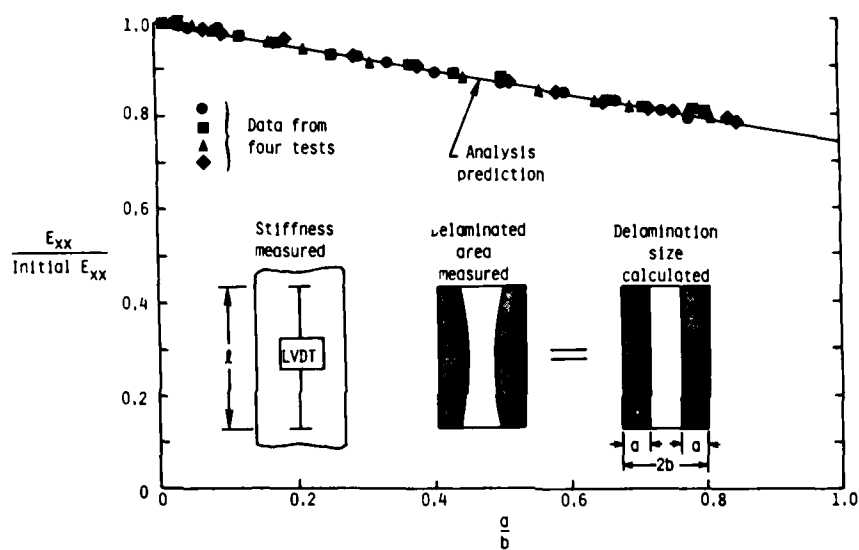 1.0
0.8
0.6
0.4
0.2
0
E_xx
Initial E_xx
Data from
four tests
Analysis
prediction
Stiffness
measured
LVDT
ℓ
area
measured
=
Delamination
size
calculated
a
a
2b
0
0.2
0.4
0.6
0.8
1.0
a
b